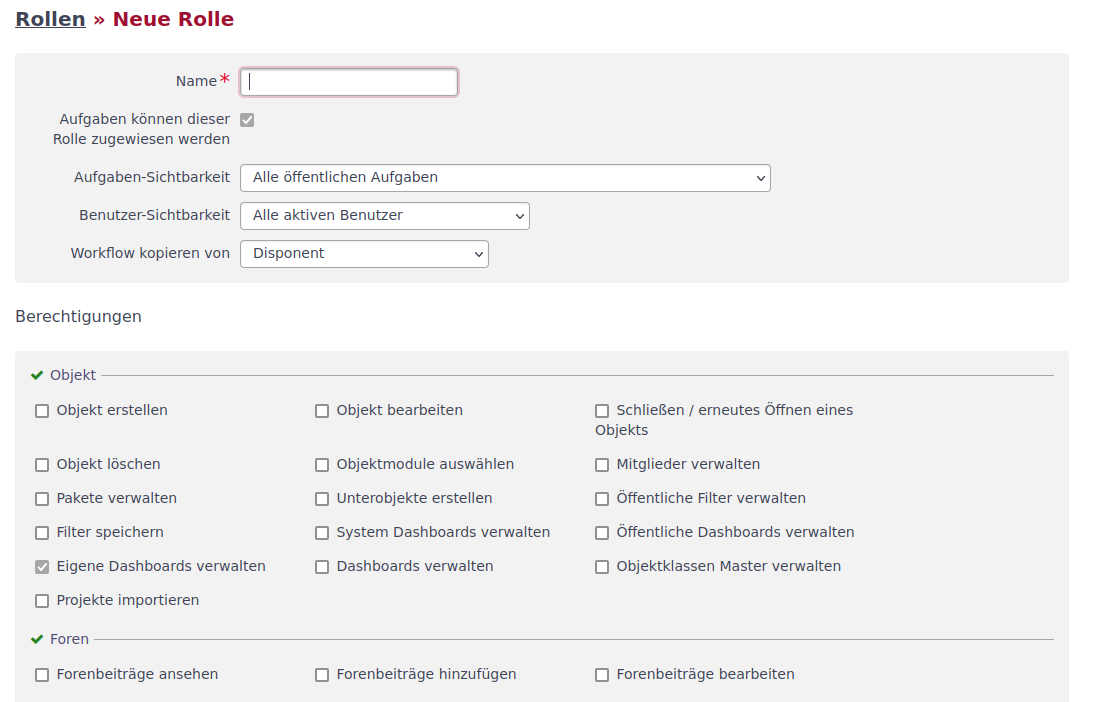 Rollen » Neue Rolle
Name*
Aufgaben können dieser
Rolle zugewiesen werden
Aufgaben-Sichtbarkeit Alle öffentlichen Aufgaben
Benutzer-Sichtbarkeit Alle aktiven Benutzer
Workflow kopieren von Disponent
Berechtigungen
Objekt
Objekt erstellen Objekt bearbeiten Schließen / erneutes Öffnen eines
Objekts
Objekt löschen Objektmodule auswählen Mitglieder verwalten
Pakete verwalten Unterobjekte erstellen Öffentliche Filter verwalten
Filter speichern System Dashboards verwalten Öffentliche Dashboards verwalten
Eigene Dashboards verwalten Dashboards verwalten Objektklassen Master verwalten
Projekte importieren
Foren
Forenbeiträge ansehen Forenbeiträge hinzufügen Forenbeiträge bearbeiten